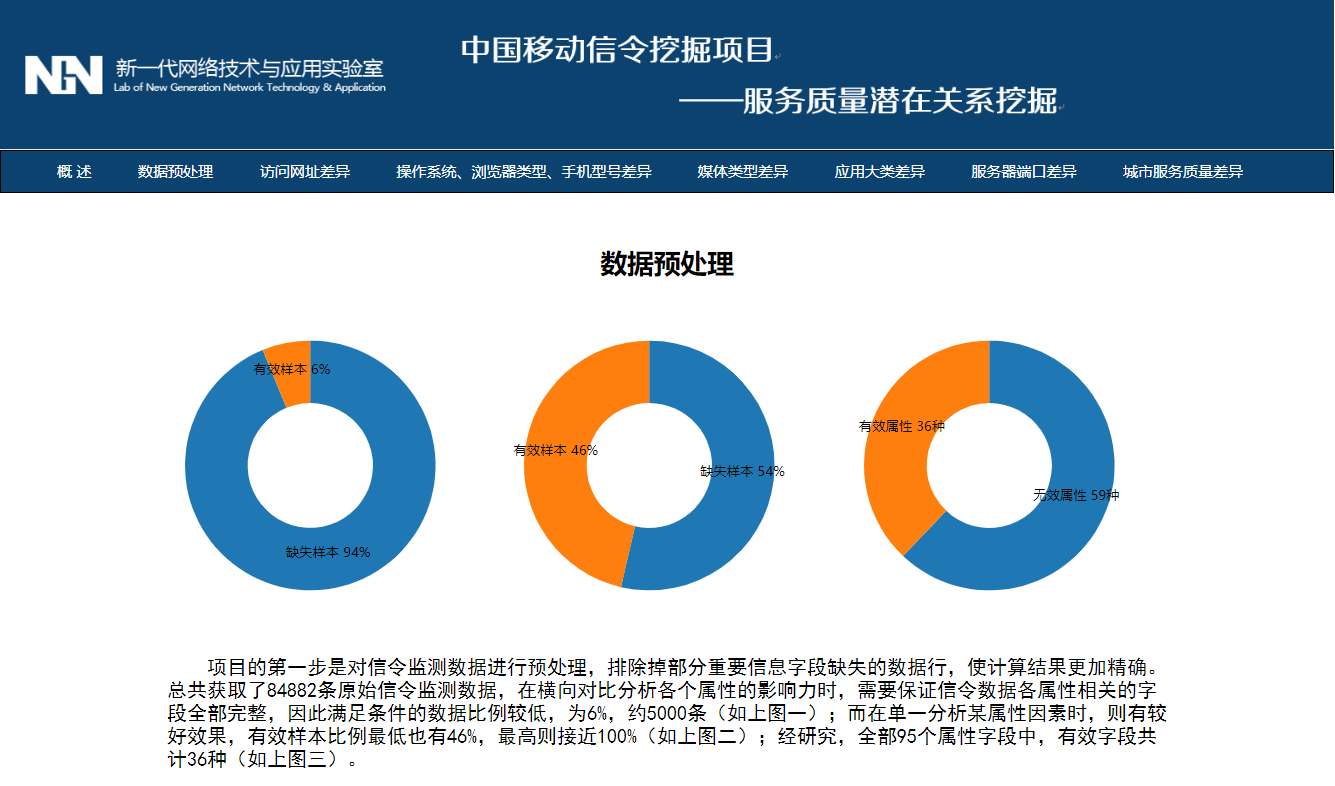 中国移动信令挖掘项目
NGN 新一代网络技术与应用实验室
Lab of New Generation Network Technology & Application
——服务质量潜在关系挖掘
概 述 数据预处理 访问网址差异 操作系统、浏览器类型、手机型号差异 媒体类型差异 应用大类差异 服务器端口差异 城市服务质量差异
数据预处理
有效样本 6%
缺失样本 94%
有效样本 46%
缺失样本 54%
有效属性 36种
无效属性 59种
项目的第一步是对信令监测数据进行预处理，排除掉部分重要信息字段缺失的数据行，使计算结果更加精确。
总共获取了84882条原始信令监测数据，在横向对比分析各个属性的影响力时，需要保证信令数据各属性相关的字
段全部完整，因此满足条件的数据比例较低，为6%，约5000条（如上图一）；而在单一分析某属性因素时，则有较
好效果，有效样本比例最低也有46%，最高则接近100%（如上图二）；经研究，全部95个属性字段中，有效字段共
计36种（如上图三）。